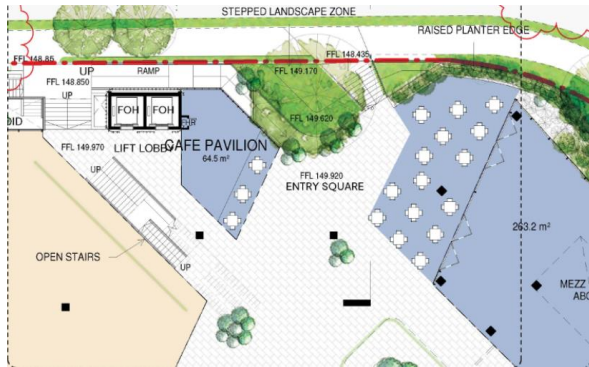 STEPPED LANDSCAPE ZONE
RAISED PLANTER EDGE
FFL 148.85
FFL 148.435
UP
RAMP
FFL 149.170
FFL 148.850
UP
FOH
FOH
FFL 149.620
OID
FFL 149.970
LIFT LOBBY
CAFE PAVILION
64.5 m²
UP
FFL 149.920
ENTRY SQUARE
263.2 m²
OPEN STAIRS
UP
MEZZ
ABO